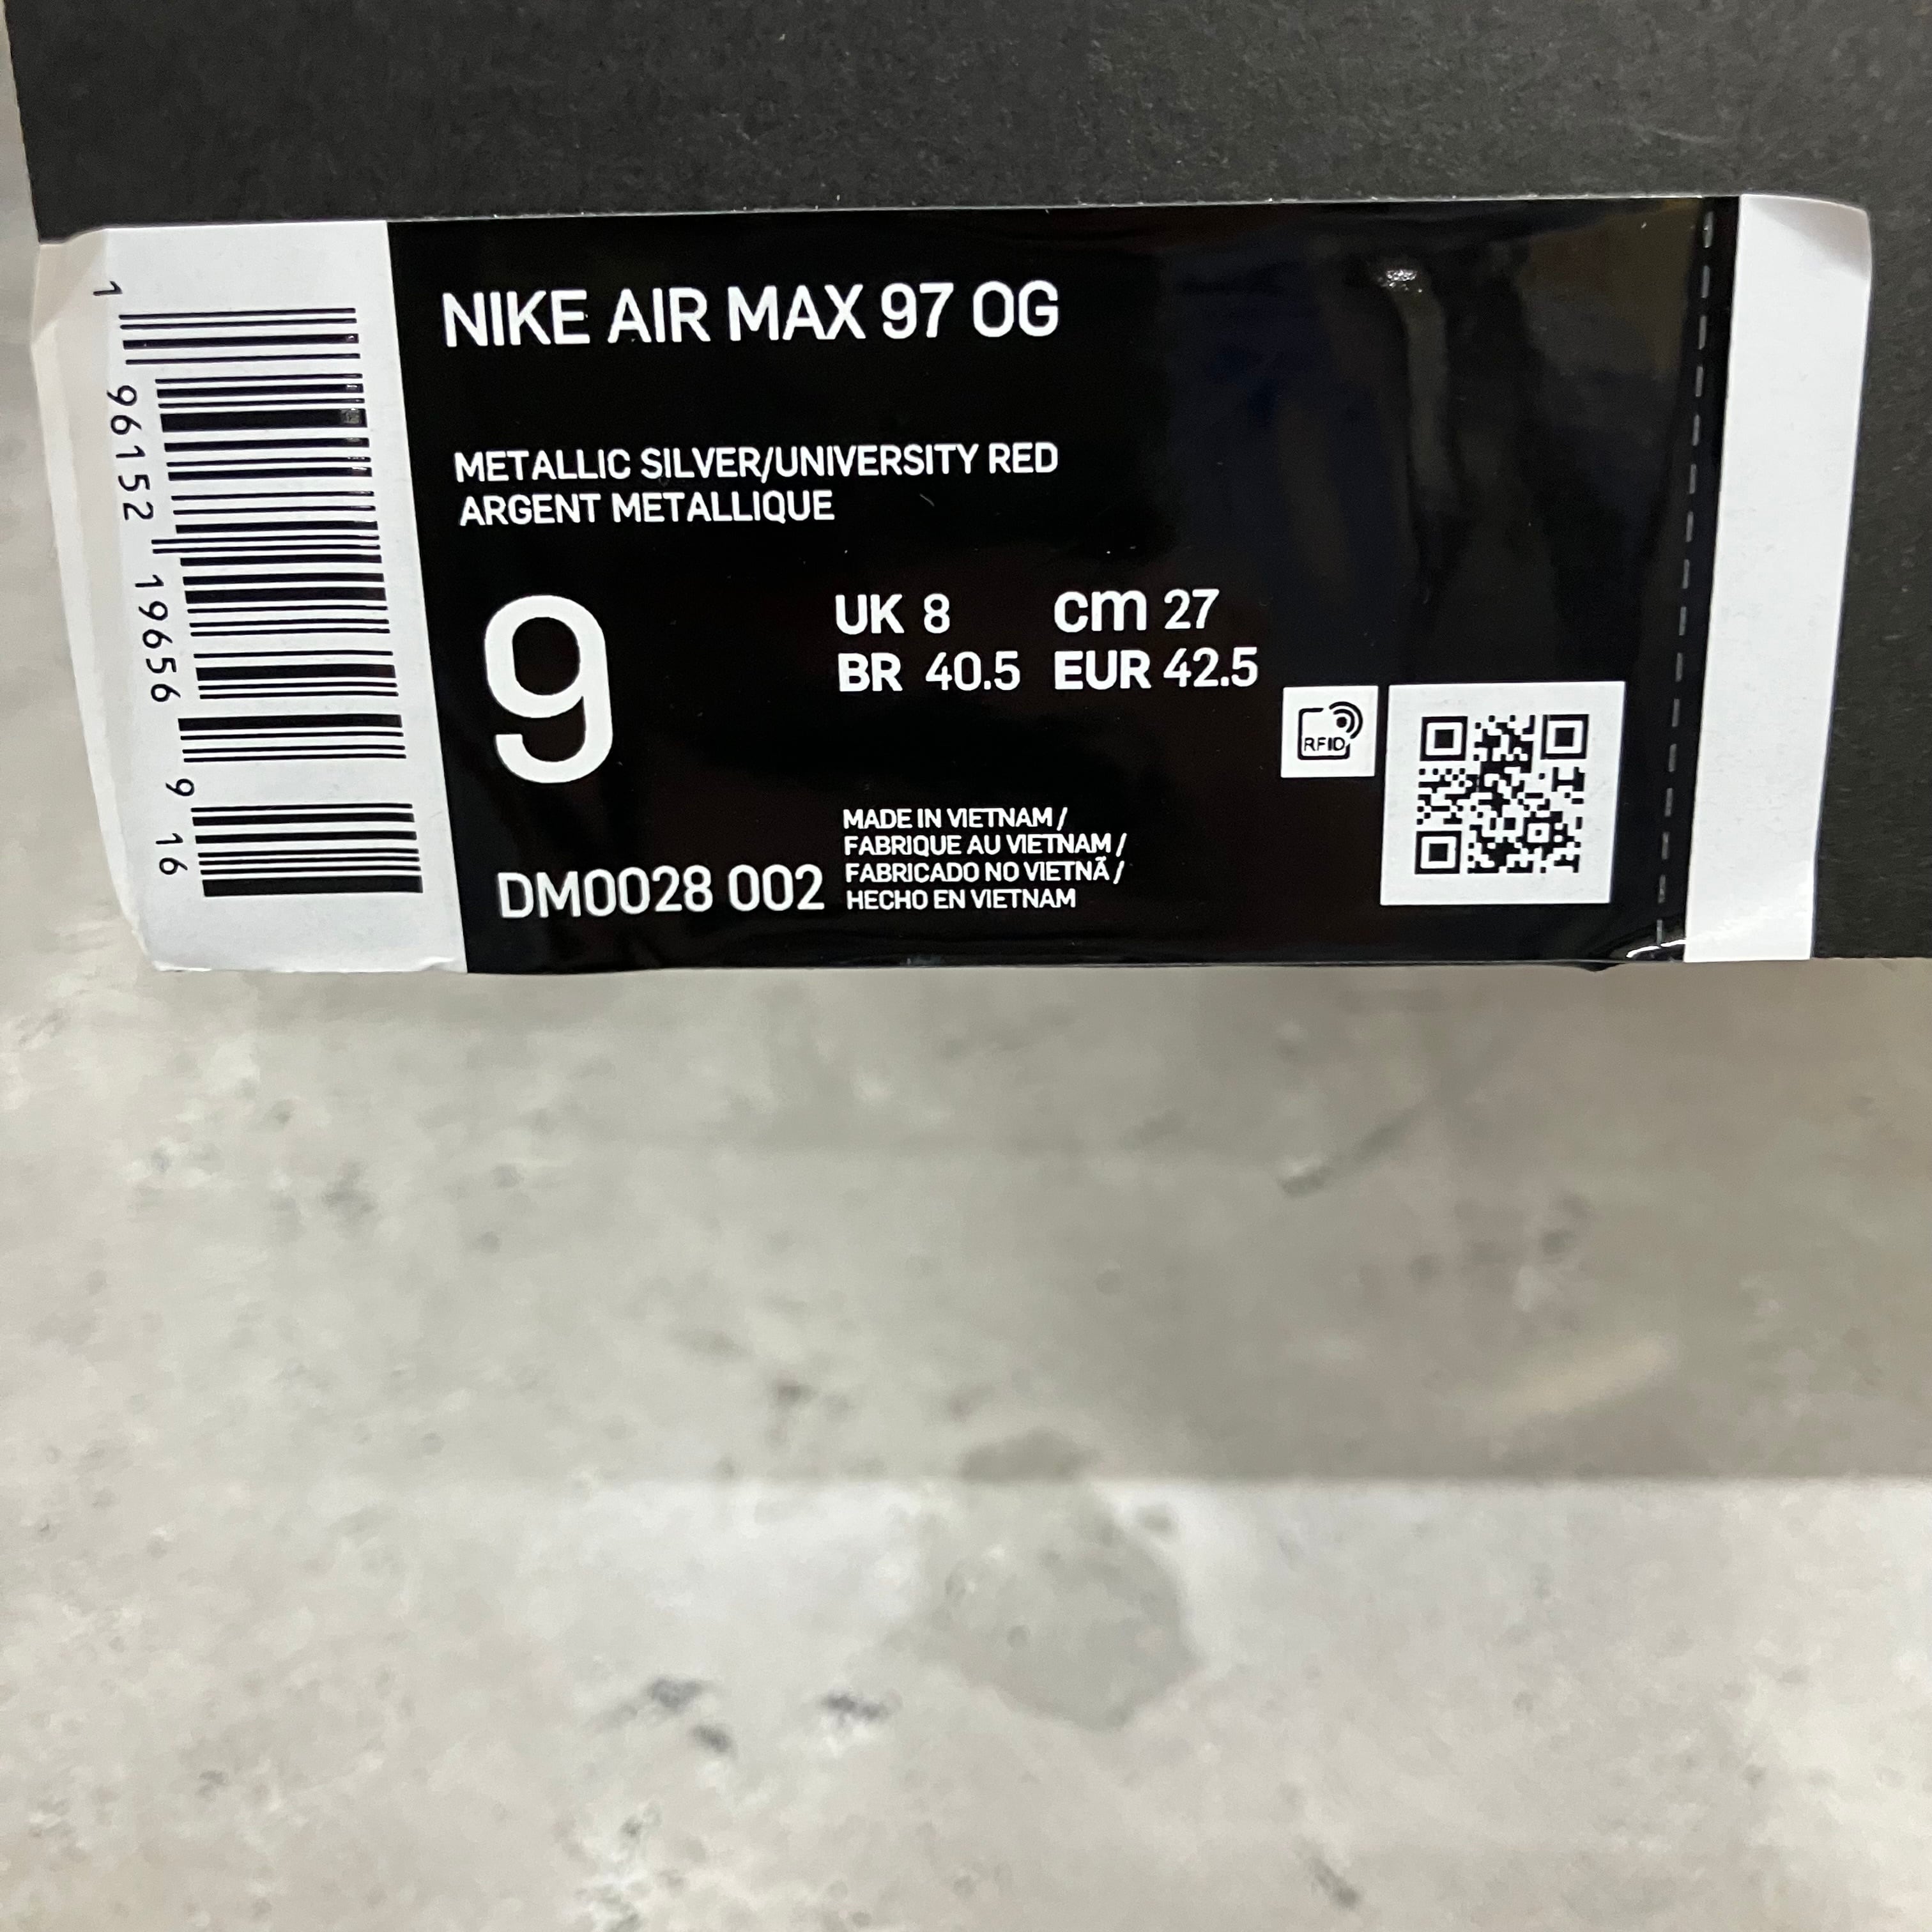 1 96152 19656 9 16
NIKE AIR MAX 97 OG
METALLIC SILVER/UNIVERSITY RED
ARGENT METALLIQUE
9
UK 8 cm 27
BR 40.5 EUR 42.5
RFID
MADE IN VIETNAM /
FABRIQUE AU VIETNAM /
FABRICADO NO VIETNÃ /
HECHO EN VIETNAM
DM0028 002